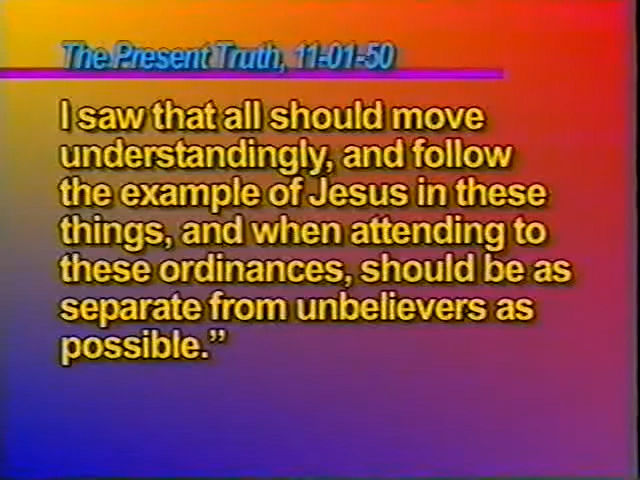 The Present Truth, 11-01-50
I saw that all should move
understandingly, and follow
the example of Jesus in these
things, and when attending to
these ordinances, should be as
separate from unbelievers as
possible.”